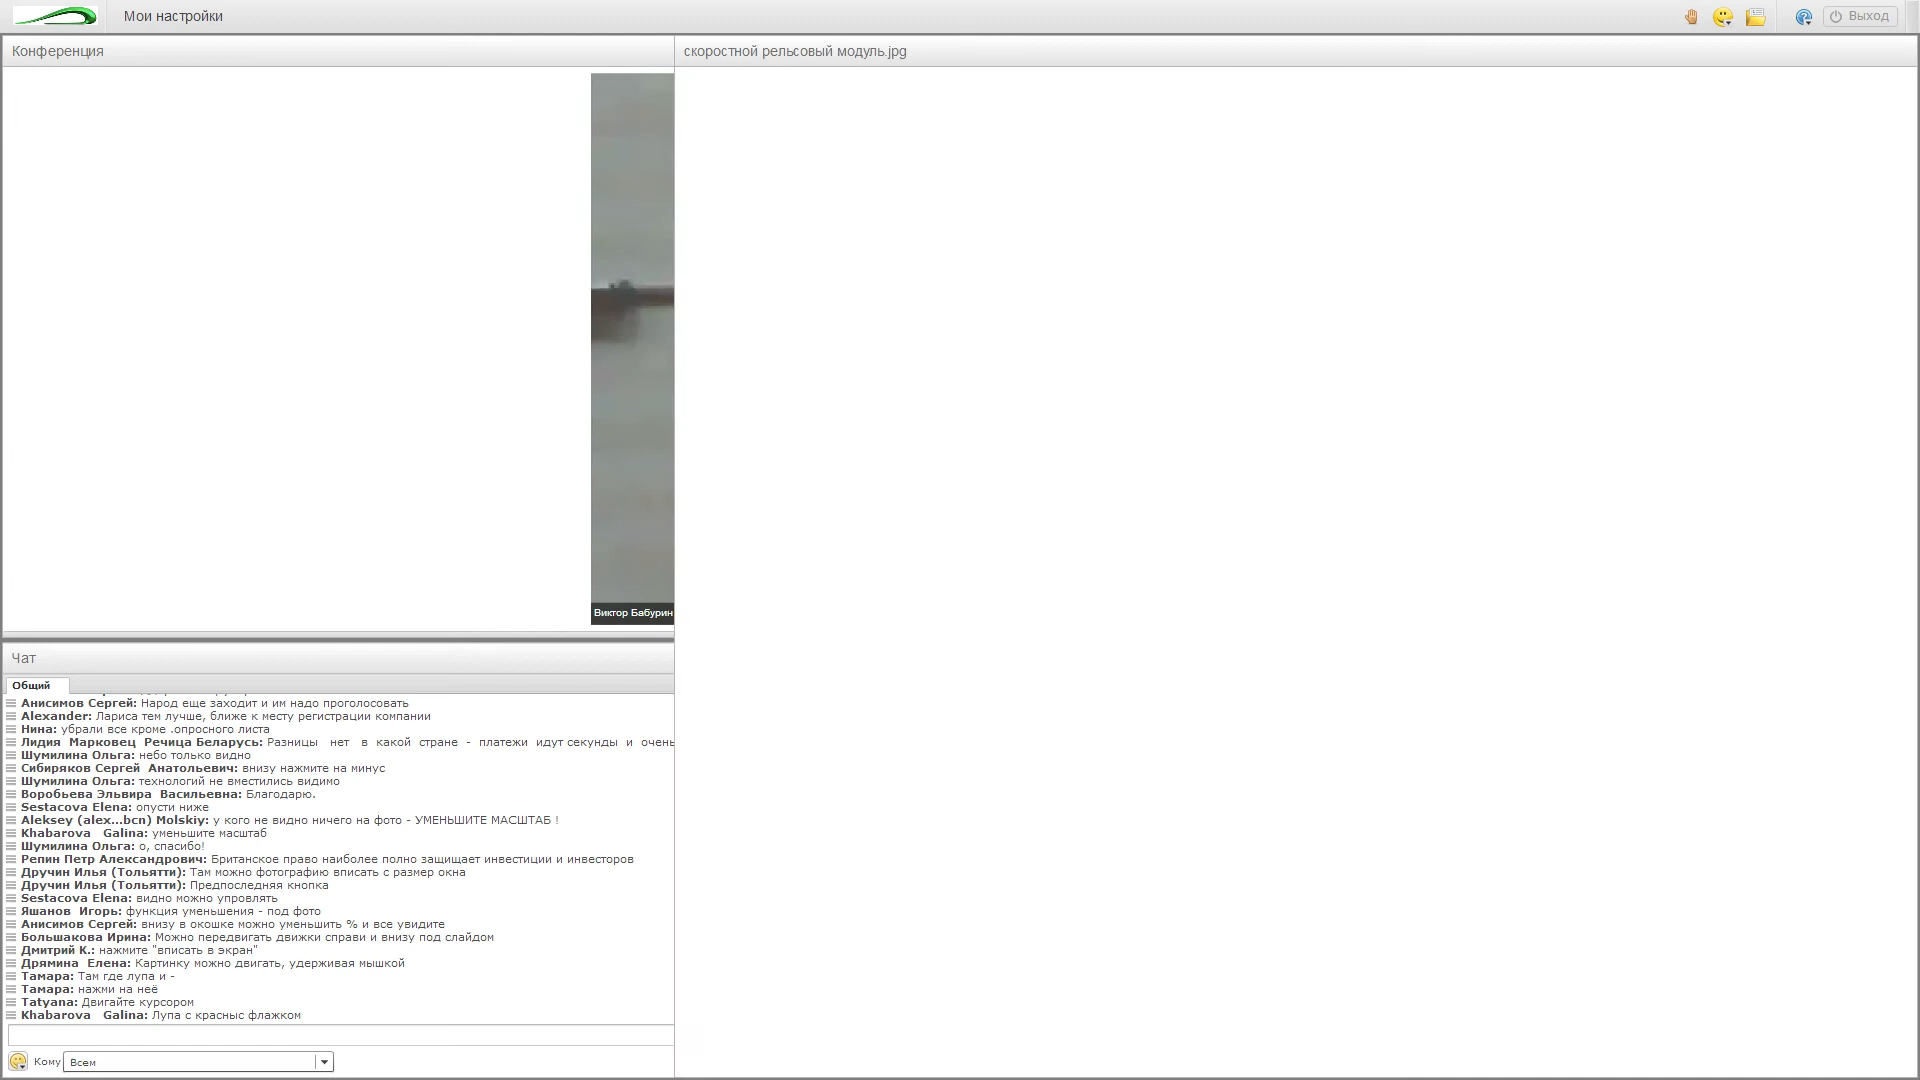 Мои настройки
Выход
Конференция
скоростной рельсовый модуль.jpg
Виктор Бабурин
Чат
Общий
Анисимов Сергей: Народ еще заходит и им надо проголосовать
Alexander: Лариса тем лучше, ближе к месту регистрации компании
Нина: убрали все кроме .опросного листа
Лидия Марковец Речица Беларусь: Разницы нет в какой стране - платежи идут секунды и очень
Шумилина Ольга: небо только видно
Сибиряков Сергей Анатольевич: внизу нажмите на минус
Шумилина Ольга: технологий не вместились видимо
Воробьева Эльвира Васильевна: Благодарю.
Sestacova Elena: опусти ниже
Aleksey (alex...bcn) Molskiy: у кого не видно ничего на фото - УМЕНЬШИТЕ МАСШТАБ !
Khabarova Galina: уменьшите масштаб
Шумилина Ольга: о, спасибо!
Репин Петр Александрович: Британское право наиболее полно защищает инвестиции и инвесторов
Дручин Илья (Тольятти): Там можно фотографию вписать с размер окна
Дручин Илья (Тольятти): Предпоследняя кнопка
Sestacova Elena: видно можно упровлять
Яшанов Игорь: функция уменьшения - под фото
Анисимов Сергей: внизу в окошке можно уменьшить % и все увидите
Большакова Ирина: Можно передвигать движки справи и внизу под слайдом
Дмитрий К.: нажмите "вписать в экран"
Дрямина Елена: Картинку можно двигать, удерживая мышкой
Тамара: Там где лупа и -
Тамара: нажми на неё
Tatyana: Двигайте курсором
Khabarova Galina: Лупа с красныс флажком
Кому
Всем